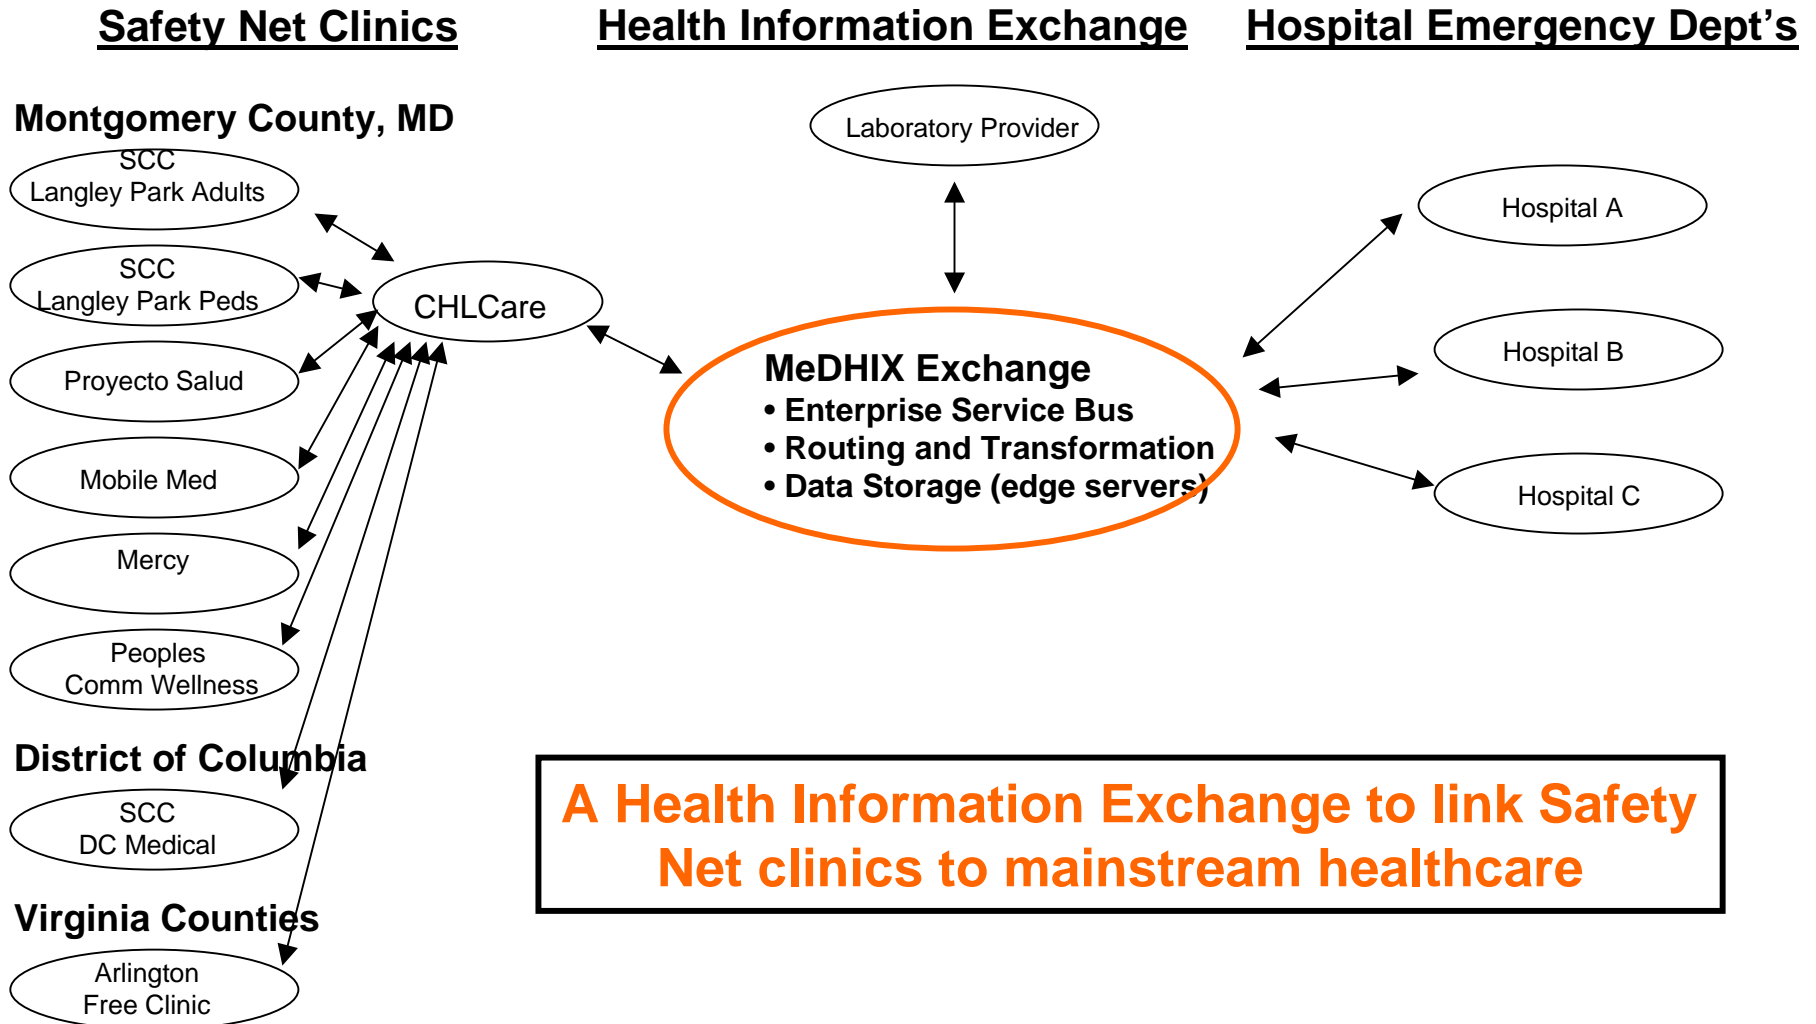 Safety Net Clinics
Health Information Exchange
Hospital Emergency Dept's
Montgomery County, MD
SCC
Langley Park Adults
SCC
Langley Park Peds
Proyecto Salud
Mobile Med
Mercy
Peoples
Comm Wellness
District of Columbia
SCC
DC Medical
Virginia Counties
Arlington
Free Clinic
CHLCare
Laboratory Provider
MeDHIX Exchange
• Enterprise Service Bus
• Routing and Transformation
• Data Storage (edge servers)
Hospital A
Hospital B
Hospital C
A Health Information Exchange to link Safety
Net clinics to mainstream healthcare